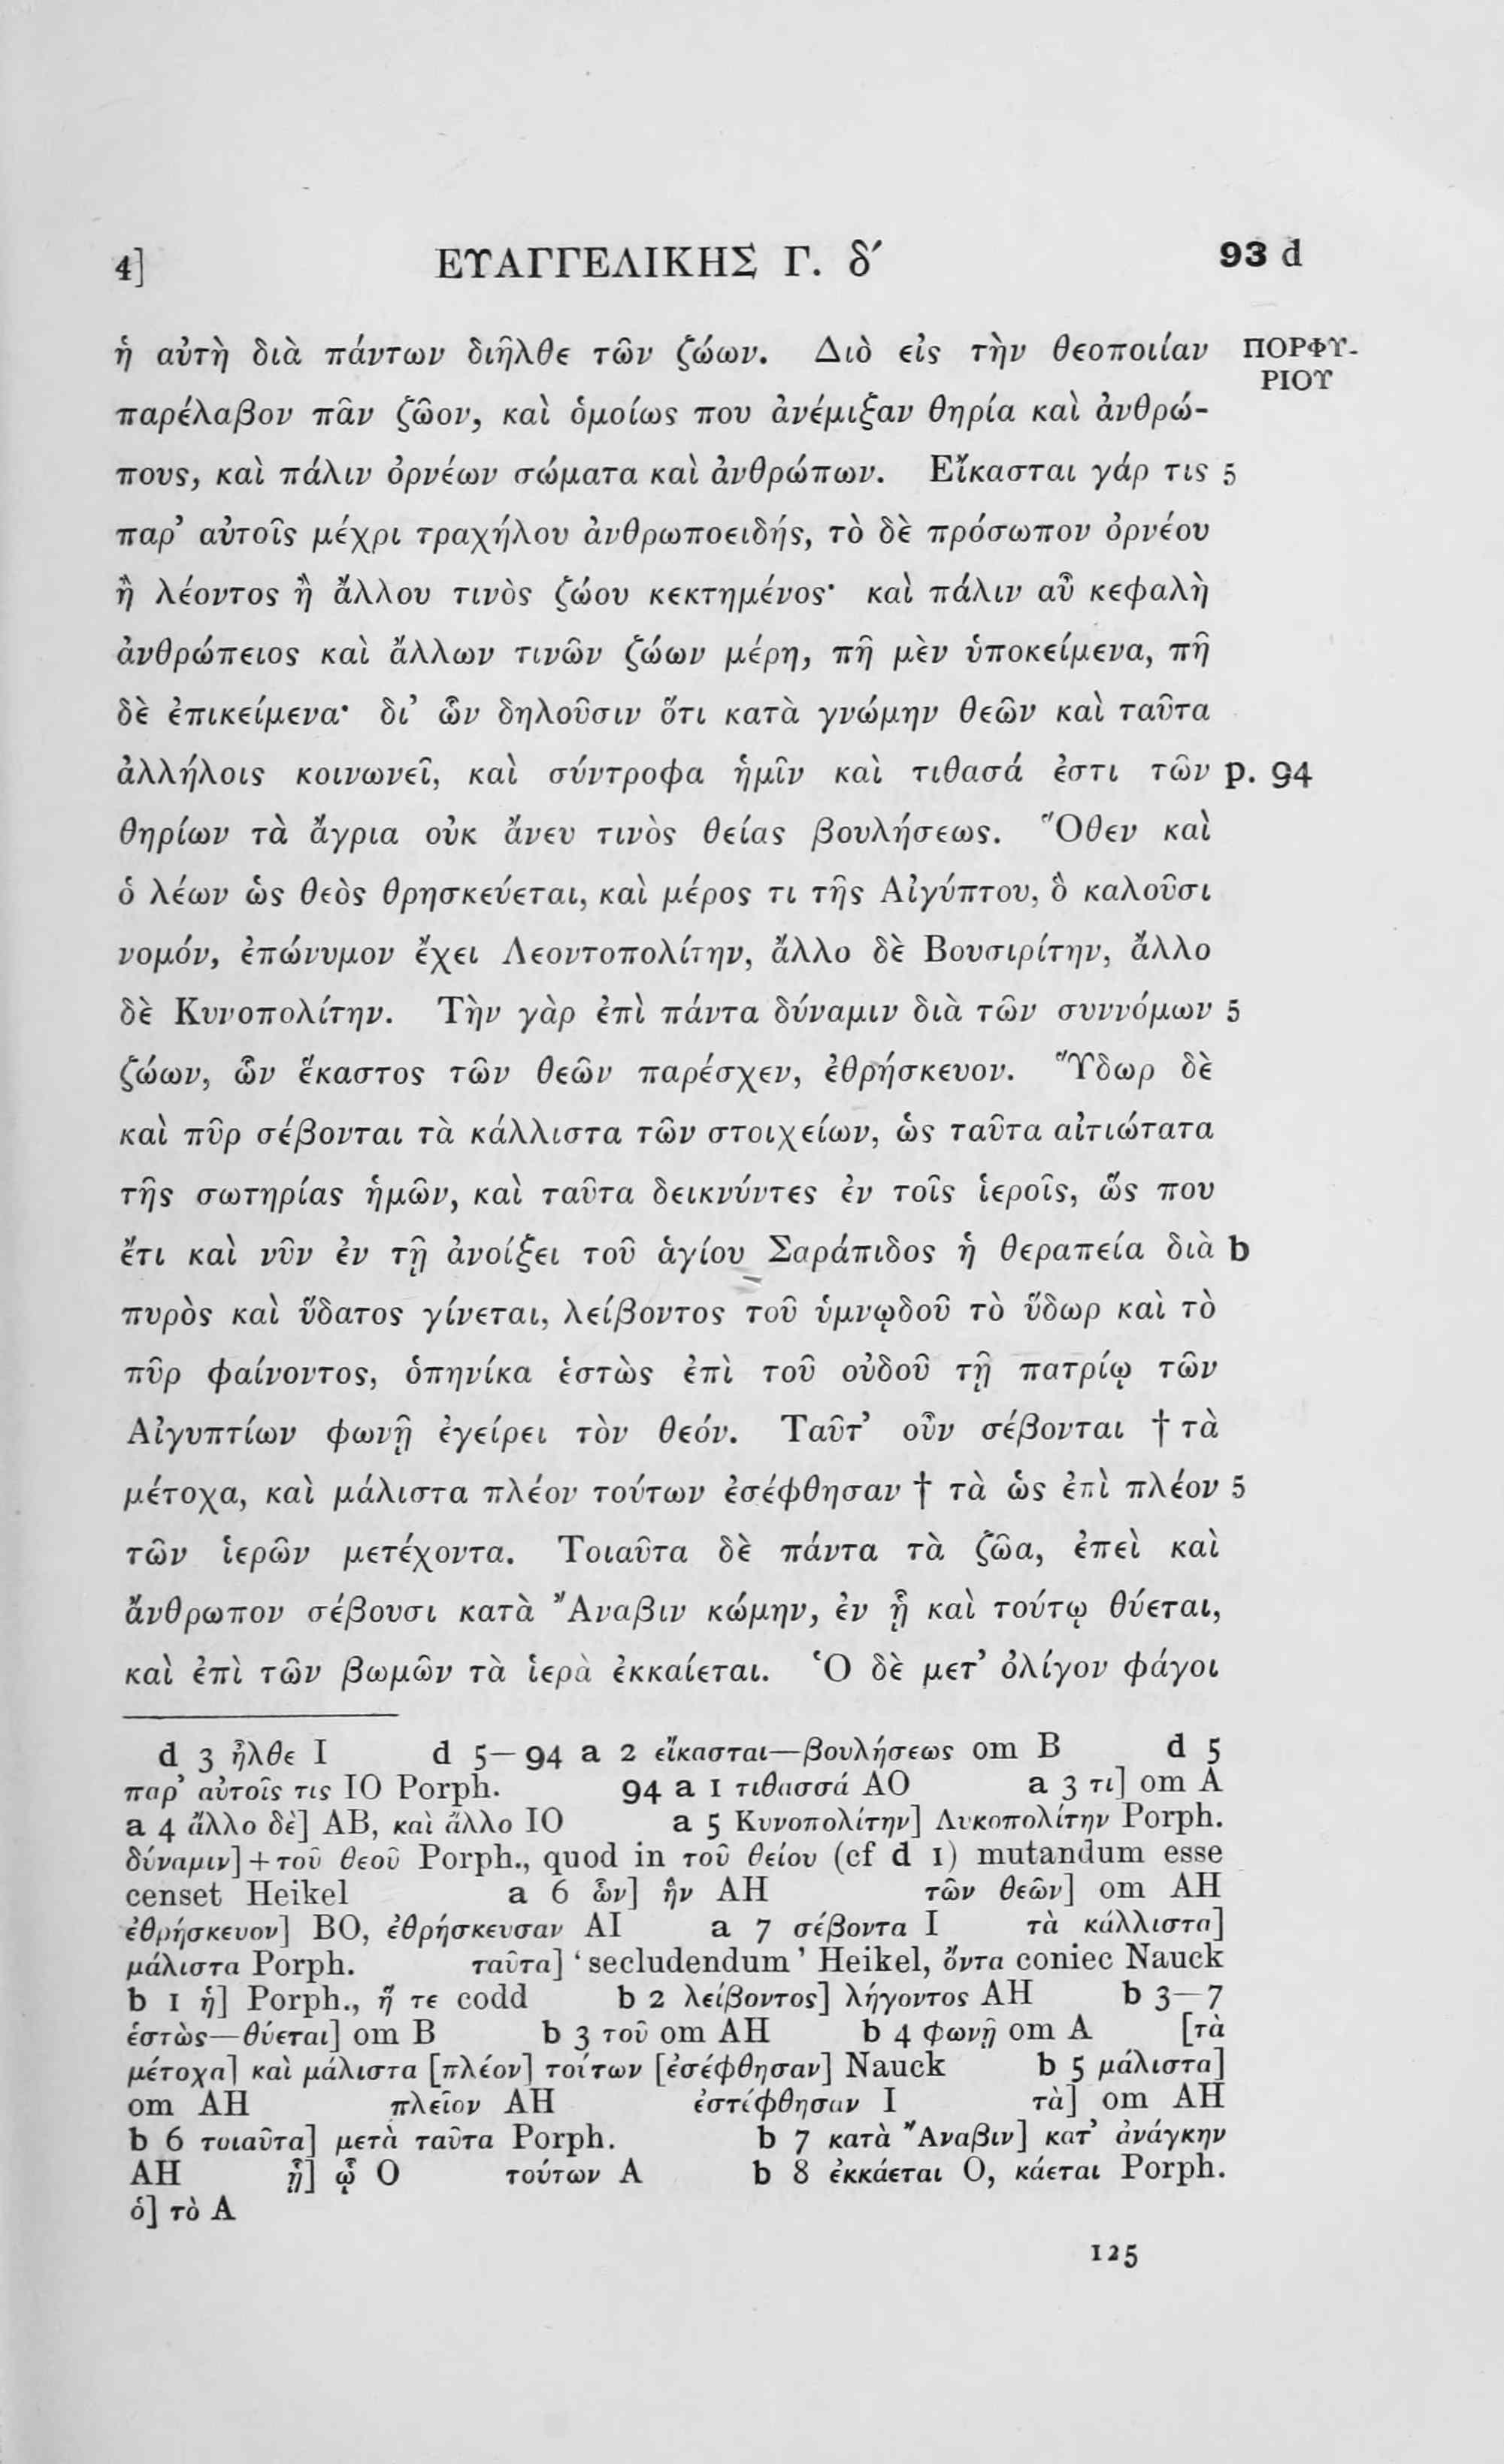 4] ΕΥΑΓΓΕΛΙΚΗΣ Γ. δ′ 93 d
ἡ αὐτὴ διὰ πάντων διῆλθε τῶν ζώων. Διὸ εἰς τὴν θεοποιίαν ΠΟΡΦΥ-
ΡΙΟΥ
παρέλαβον πᾶν ζῶον, καὶ ὁμοίως που ἀνέμιξαν θηρία καὶ ἀνθρώ-
πους, καὶ πάλιν ὀρνέων σώματα καὶ ἀνθρώπων. Εἴκασται γάρ τις 5
παρ’ αὐτοῖς μέχρι τραχήλου ἀνθρωποειδής, τὸ δὲ πρόσωπον ὀρνέου
ἢ λέοντος ἢ ἄλλου τινὸς ζώου κεκτημένος· καὶ πάλιν αὖ κεφαλὴ
ἀνθρώπειος καὶ ἄλλων τινῶν ζώων μέρη, πῆ μὲν ὑποκείμενα, πῆ
δὲ ἐπικείμενα· δι’ ὧν δηλοῦσιν ὅτι κατὰ γνώμην θεῶν καὶ ταῦτα
ἀλλήλοις κοινωνεῖ, καὶ σύντροφα ἡμῖν καὶ τιθασά ἐστι τῶν p. 94
θηρίων τὰ ἄγρια οὐκ ἄνευ τινὸς θείας βουλήσεως. Ὅθεν καὶ
ὁ λέων ὡς θεὸς θρησκεύεται, καὶ μέρος τι τῆς Αἰγύπτου, ὃ καλοῦσι
νομόν, ἐπώνυμον ἔχει Λεοντοπολίτην, ἄλλο δὲ Βουσιρίτην, ἄλλο
δὲ Κυνοπολίτην. Τὴν γὰρ ἐπὶ πάντα δύναμιν διὰ τῶν συννόμων 5
ζώων, ὧν ἕκαστος τῶν θεῶν παρέσχεν, ἐθρήσκευον. Ὕδωρ δὲ
καὶ πῦρ σέβονται τὰ κάλλιστα τῶν στοιχείων, ὡς ταῦτα αἰτιώτατα
τῆς σωτηρίας ἡμῶν, καὶ ταῦτα δεικνύντες ἐν τοῖς ἱεροῖς, ὥς που
ἔτι καὶ νῦν ἐν τῇ ἀνοίξει τοῦ ἁγίου Σαράπιδος ἡ θεραπεία διὰ b
πυρὸς καὶ ὕδατος γίνεται, λείβοντος τοῦ ὑμνῳδοῦ τὸ ὕδωρ καὶ τὸ
πῦρ φαίνοντος, ὁπηνίκα ἑστὼς ἐπὶ τοῦ οὐδοῦ τῇ πατρίῳ τῶν
Αἰγυπτίων φωνῇ ἐγείρει τὸν θεόν. Ταῦτ’ οὖν σέβονται † τὰ
μέτοχα, καὶ μάλιστα πλέον τούτων ἐσέφθησαν † τὰ ὡς ἐπὶ πλέον 5
τῶν ἱερῶν μετέχοντα. Τοιαῦτα δὲ πάντα τὰ ζῶα, ἐπεὶ καὶ
ἄνθρωπον σέβουσι κατὰ Ἄναβιν κώμην, ἐν ᾗ καὶ τούτῳ θύεται,
καὶ ἐπὶ τῶν βωμῶν τὰ ἱερὰ ἐκκαίεται. Ὁ δὲ μετ’ ὀλίγον φάγοι
d 3 ἦλθε I d 5—94 a 2 εἴκασται—βουλήσεως om B d 5
παρ’ αὐτοῖς τις IO Porph. 94 a 1 τιθασσά AO a 3 τι] om A
a 4 ἄλλο δὲ] AB, καὶ ἄλλο IO a 5 Κυνοπολίτην] Λυκοπολίτην Porph.
δύναμιν] + τοῦ θεοῦ Porph., quod in τοῦ θείου (cf d 1) mutandum esse
censet Heikel a 6 ὧν] ἣν AH τῶν θεῶν] om AH
ἐθρήσκευον] BO, ἐθρήσκευσαν AI a 7 σέβοντα I τὰ κάλλιστα]
μάλιστα Porph. ταῦτα] ‘secludendum’ Heikel, ὄντα coniec Nauck
b 1 ἡ] Porph., ἥ τε codd b 2 λείβοντος] λήγοντος AH b 3—7
ἑστὼς—θύεται] om B b 3 τοῦ om AH b 4 φωνῇ om A [τὰ
μέτοχα] καὶ μάλιστα [πλέον] τούτων [ἐσέφθησαν] Nauck b 5 μάλιστα]
om AH πλεῖον AH ἐστέφθησαν I τὰ] om AH
b 6 τοιαῦτα] μετὰ ταῦτα Porph. b 7 κατὰ Ἄναβιν] κατ’ ἀνάγκην
AH ᾗ] ᾧ O τούτων A b 8 ἐκκάεται O, κάεται Porph.
ὁ] τὸ A
125